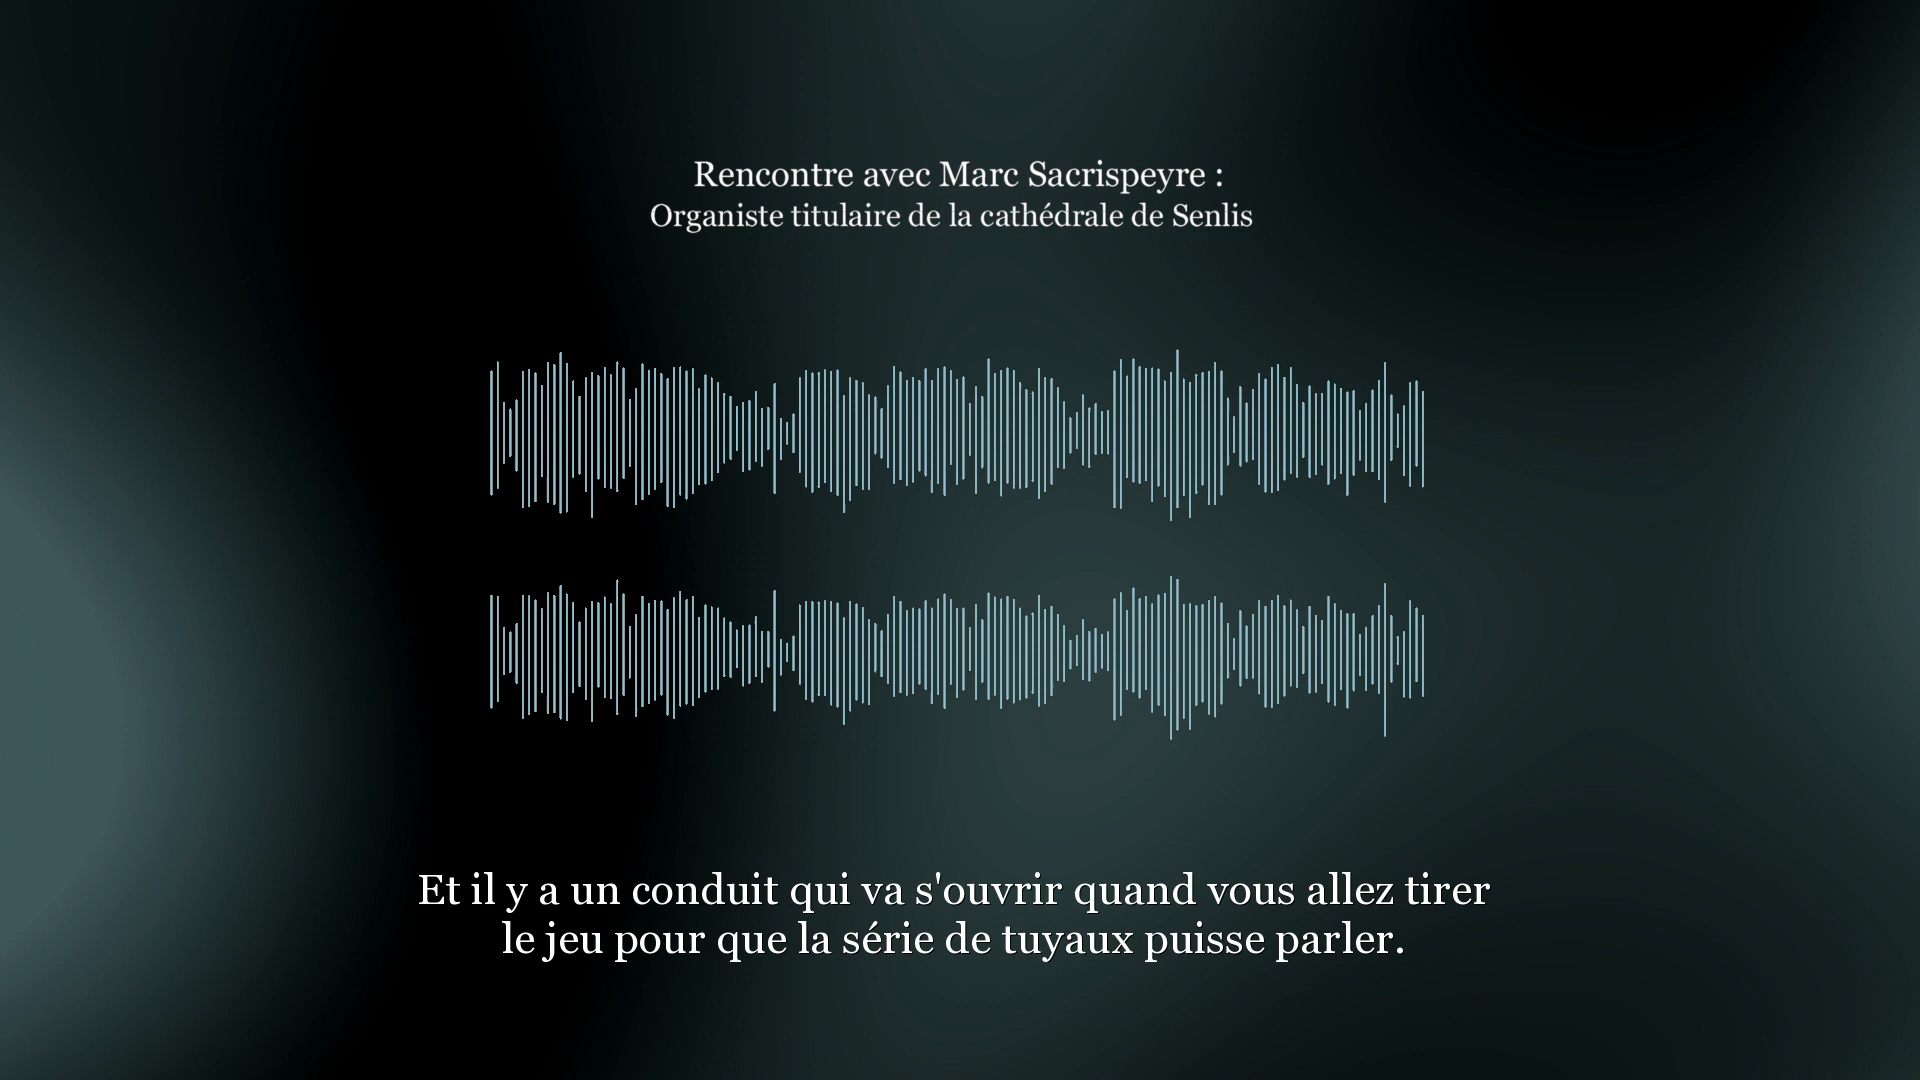 Rencontre avec Marc Sacrispeyre :
Organiste titulaire de la cathédrale de Senlis
Et il y a un conduit qui va s'ouvrir quand vous allez tirer
le jeu pour que la série de tuyaux puisse parler.